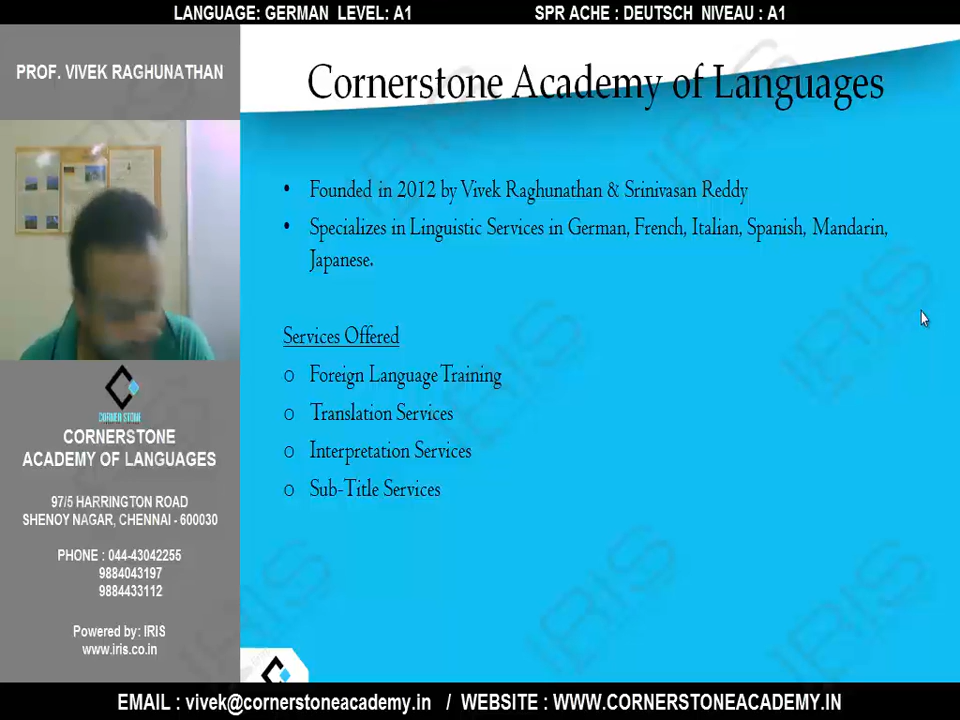 LANGUAGE: GERMAN LEVEL: A1
SPR ACHE : DEUTSCH NIVEAU : A1
PROF. VIVEK RAGHUNATHAN
Cornerstone Academy of Languages
• Founded in 2012 by Vivek Raghunathan & Srinivasan Reddy
• Specializes in Linguistic Services in German, French, Italian, Spanish, Mandarin,
Japanese.
Services Offered
o Foreign Language Training
o Translation Services
o Interpretation Services
o Sub-Title Services
CORNER STONE
CORNERSTONE
ACADEMY OF LANGUAGES
97/5 HARRINGTON ROAD
SHENOY NAGAR, CHENNAI - 600030
PHONE : 044-43042255
9884043197
9884433112
Powered by: IRIS
www.iris.co.in
IRIS
EMAIL : vivek@cornerstoneacademy.in / WEBSITE : WWW.CORNERSTONEACADEMY.IN